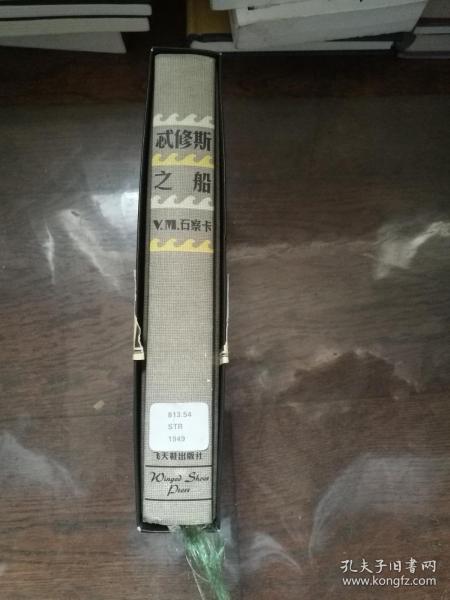 忒修斯
之船
V.M.石察卡
813.54
STR
1949
飞天鞋出版社
Winged Shoes
Press
孔夫子旧书网
www.kongfz.com